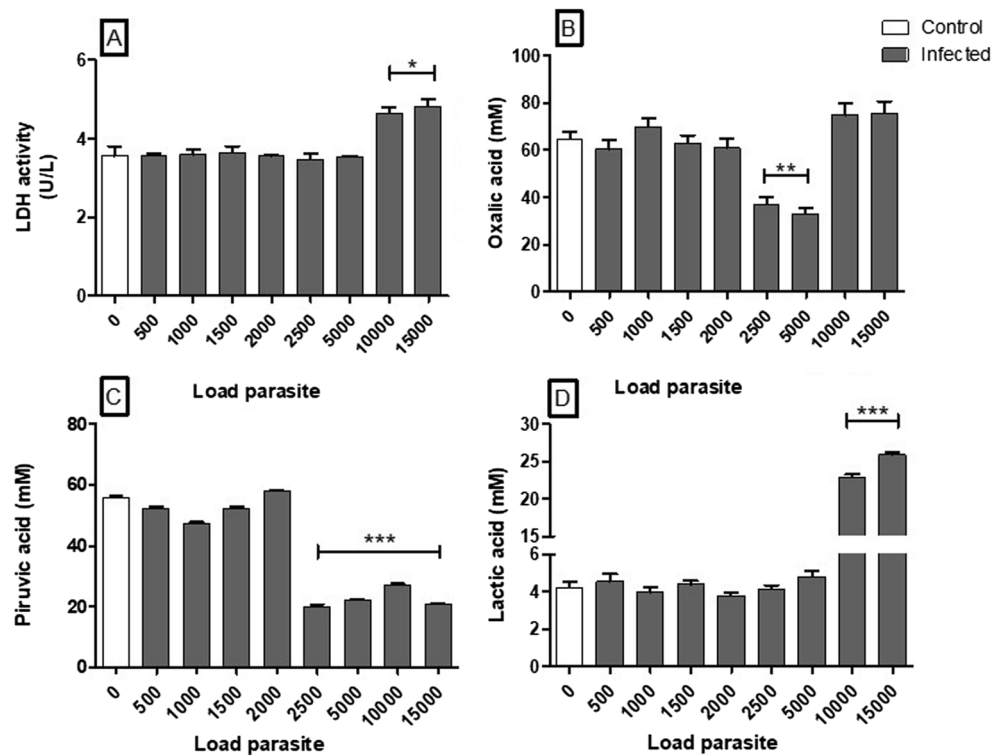 A
LDH activity
(U/L)
6
4
2
0
*
0 500 1000 1500 2000 2500 5000 10000 15000
Load parasite
B
Control
Infected
Oxalic acid (mM)
100
80
60
40
20
0
**
0 500 1000 1500 2000 2500 5000 10000 15000
Load parasite
C
Piruvic acid (mM)
80
60
40
20
0
***
0 500 1000 1500 2000 2500 5000 10000 15000
Load parasite
D
Lactic acid (mM)
30
25
20
15
6
4
2
0
***
0 500 1000 1500 2000 2500 5000 10000 15000
Load parasite